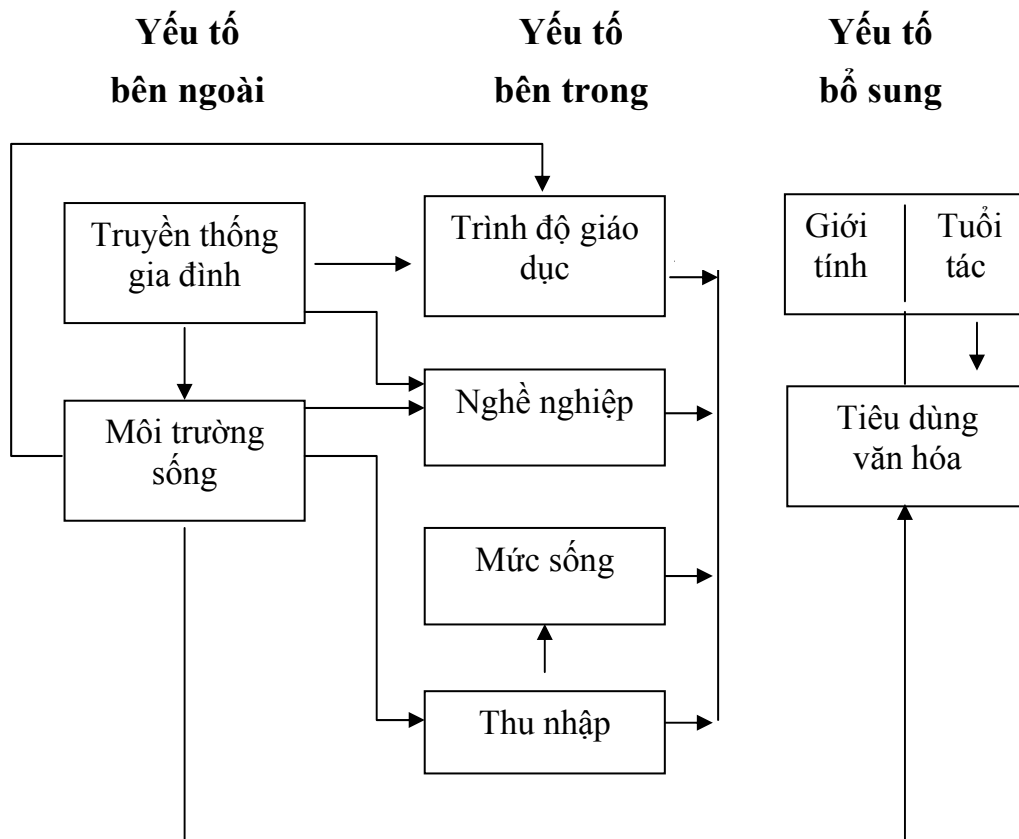 Yếu tố
bên ngoài
Yếu tố
bên trong
Yếu tố
bổ sung
Truyền thống
gia đình
Trình độ giáo
dục
Giới
tính
Tuổi
tác
Môi trường
sống
Nghề nghiệp
Tiêu dùng
văn hóa
Mức sống
Thu nhập